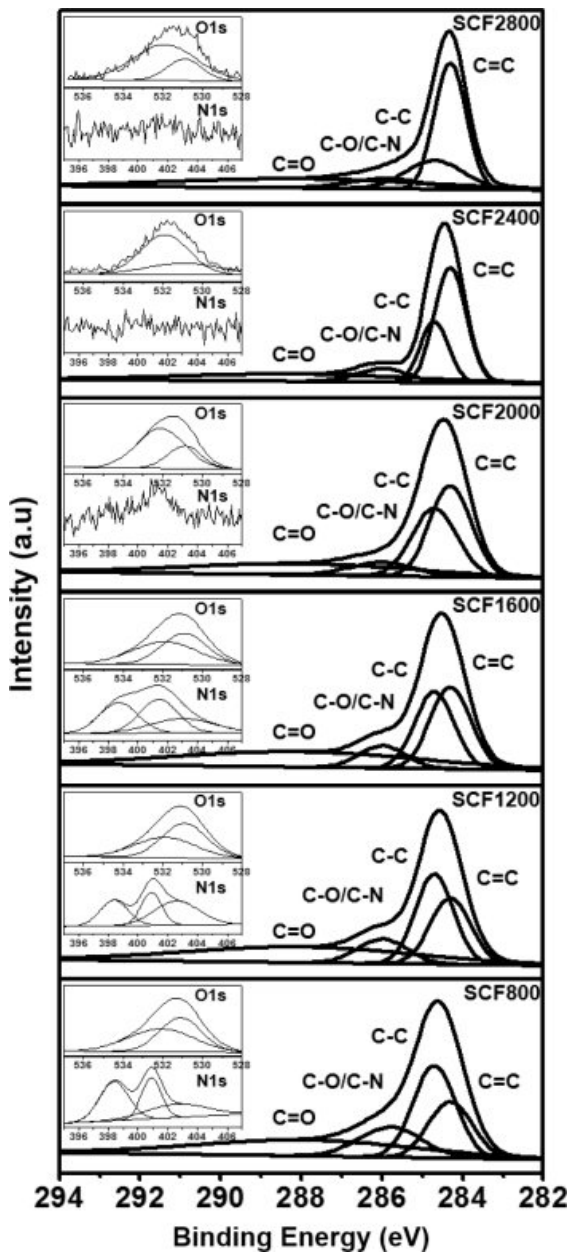 O1s SCF2800
536 534 532 530 528
C=C
N1s
C-C
C-O/C-N
C=O
396 398 400 402 404 406
O1s SCF2400
536 534 532 530 528
C=C
N1s
C-C
C-O/C-N
C=O
396 398 400 402 404 406
O1s SCF2000
536 534 532 530 528
C-C C=C
N1s
C-O/C-N
C=O
396 398 400 402 404 406
O1s SCF1600
536 534 532 530 528
C-C C=C
N1s
C-O/C-N
C=O
396 398 400 402 404 406
O1s SCF1200
536 534 532 530 528
C-C
N1s
C-O/C-N C=C
C=O
396 398 400 402 404 406
O1s SCF800
536 534 532 530 528
C-C
N1s
C-O/C-N C=C
C=O
396 398 400 402 404 406
Intensity (a.u)
294 292 290 288 286 284 282
Binding Energy (eV)